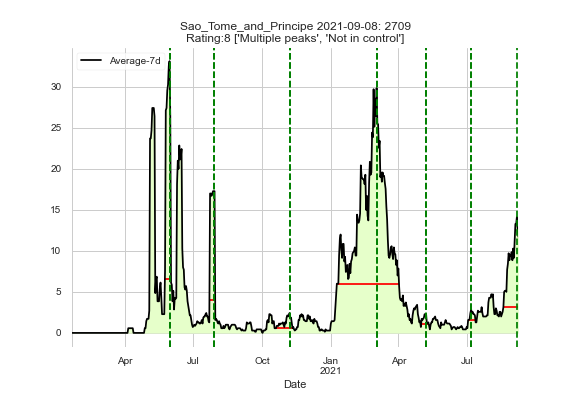 Sao_Tome_and_Principe 2021-09-08: 2709
Rating:8 ['Multiple peaks', 'Not in control']
Average-7d
30
25
20
15
10
5
0
Apr Jul Oct Jan Apr Jul
2021
Date